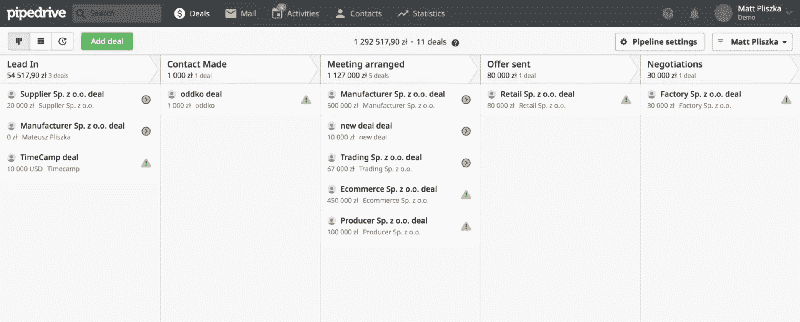 pipedrive
Search
Deals
Mail
Activities
Contacts
Statistics
Matt Pliszka
Demo
Add deal
1 292 517,90 zł · 11 deals
Pipeline settings
Matt Pliszka
Lead In
54 517,90 zł 3 deals
Contact Made
1 000 zł 1 deal
Meeting arranged
1 127 000 zł 5 deals
Offer sent
80 000 zł 1 deal
Negotiations
30 000 zł 1 deal
Supplier Sp. z o.o. deal
20 000 zł Supplier Sp. z o.o.
Manufacturer Sp. z o.o. deal
0 zł Mateusz Pliszka
TimeCamp deal
10 000 USD Timecamp
oddko deal
1 000 zł oddko
Manufacturer Sp. z o.o. deal
500 000 zł Manufacturer Sp. z o.o.
new deal deal
10 000 zł new deal
Trading Sp. z o.o. deal
67 000 zł Trading Sp. z o.o.
Ecommerce Sp. z o.o. deal
450 000 zł Ecommerce Sp. z o.o.
Producer Sp. z o.o. deal
100 000 zł Producer Sp. z o.o.
Retail Sp. z o.o. deal
80 000 zł Retail Sp. z o.o.
Factory Sp. z o.o. deal
30 000 zł Factory Sp. z o.o.